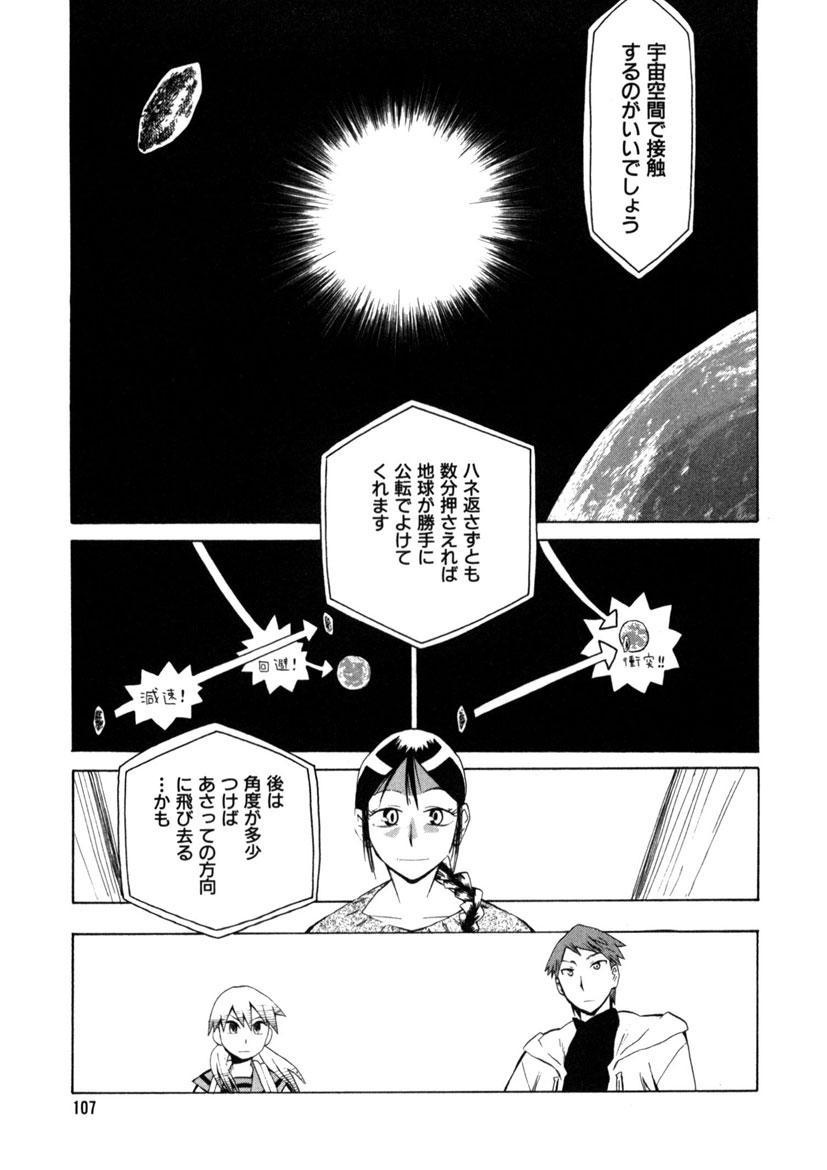 宇宙空間で接触
するのがいいでしょう
ハネ返さずとも
数分押さえれば
地球が勝手に
公転でよけて
くれます
衝突!!
回避!
減速!
後は
角度が多少
つけば
あさっての方向
に飛び去る
…かも
107